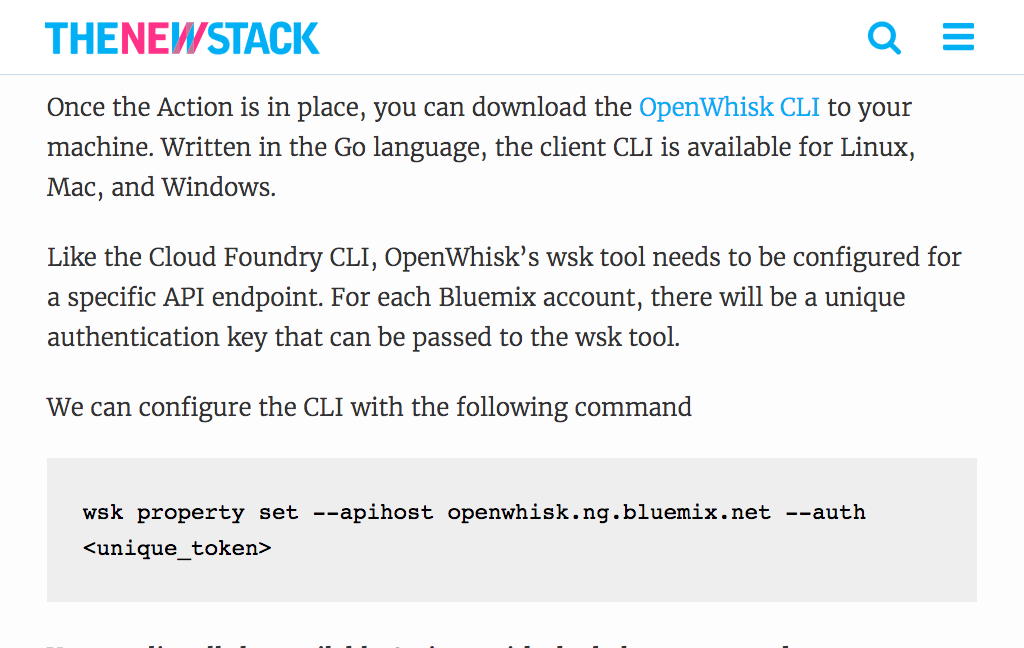 THENEWSTACK
Once the Action is in place, you can download the OpenWhisk CLI to your
machine. Written in the Go language, the client CLI is available for Linux,
Mac, and Windows.
Like the Cloud Foundry CLI, OpenWhisk’s wsk tool needs to be configured for
a specific API endpoint. For each Bluemix account, there will be a unique
authentication key that can be passed to the wsk tool.
We can configure the CLI with the following command
wsk property set --apihost openwhisk.ng.bluemix.net --auth
<unique_token>